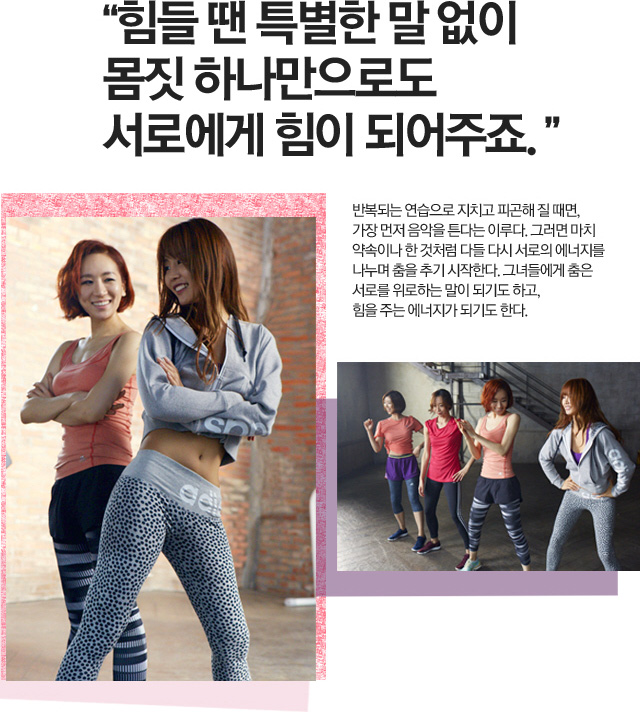 “힘들 땐 특별한 말 없이
몸짓 하나만으로도
서로에게 힘이 되어주죠. ”
반복되는 연습으로 지치고 피곤해 질 때면,
가장 먼저 음악을 튼다는 이루다. 그러면 마치
약속이나 한 것처럼 다들 다시 서로의 에너지를
나누며 춤을 추기 시작한다. 그녀들에게 춤은
서로를 위로하는 말이 되기도 하고,
힘을 주는 에너지가 되기도 한다.